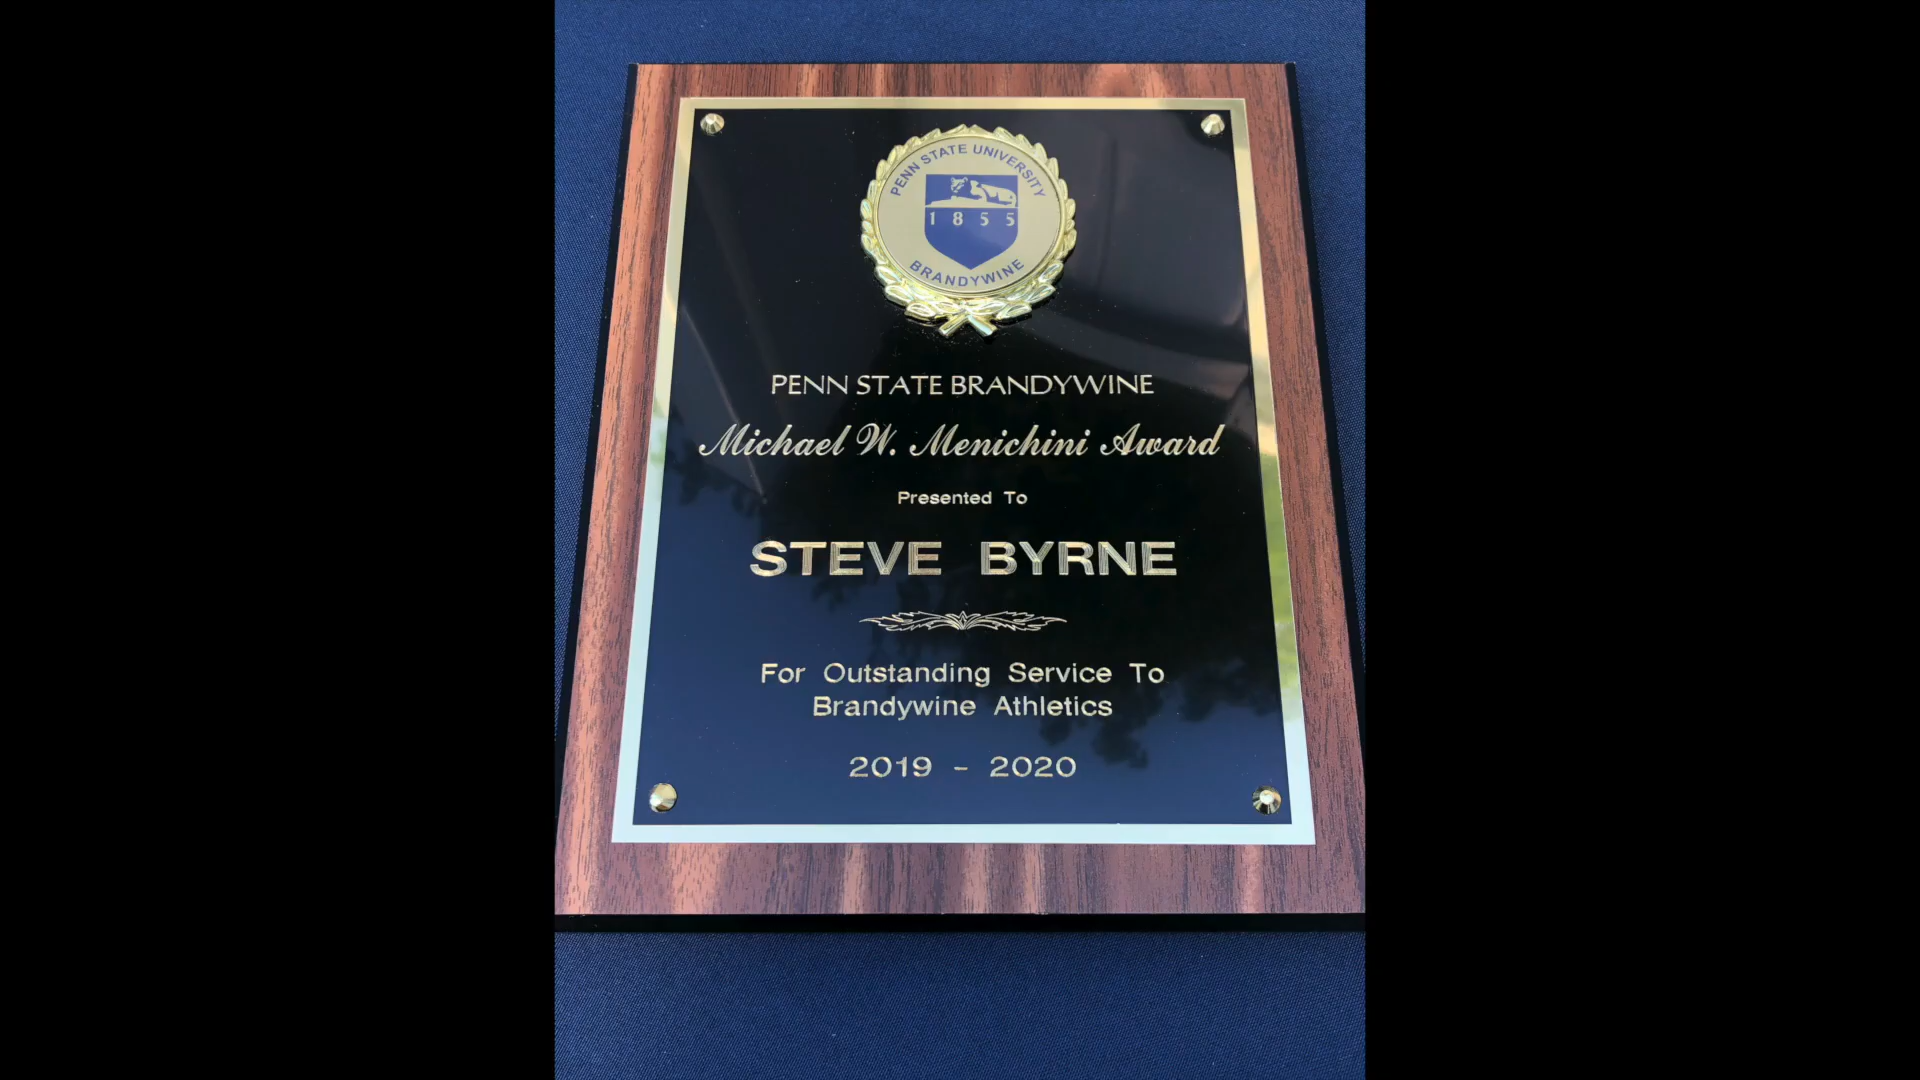 PENN STATE UNIVERSITY
1855
BRANDYWINE
PENN STATE BRANDYWINE
Michael W. Menichini Award
Presented To
STEVE BYRNE
For Outstanding Service To
Brandywine Athletics
2019 - 2020